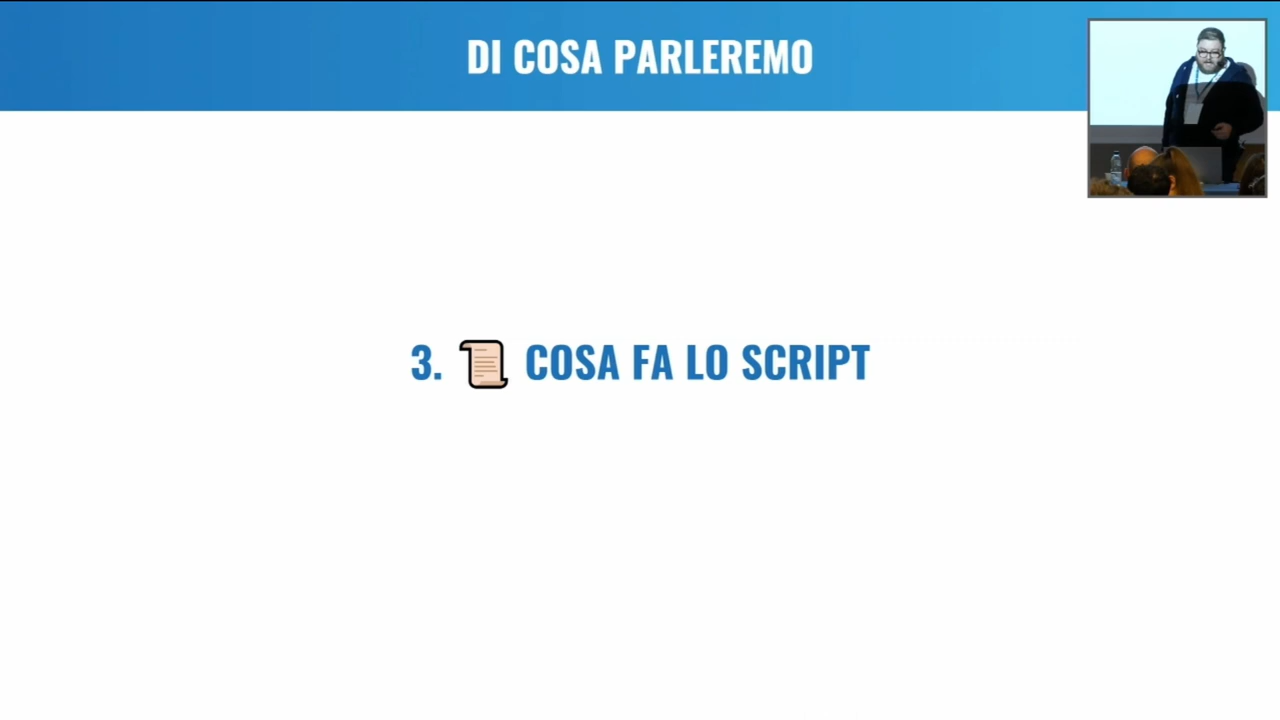 DI COSA PARLEREMO
3. 📜 COSA FA LO SCRIPT